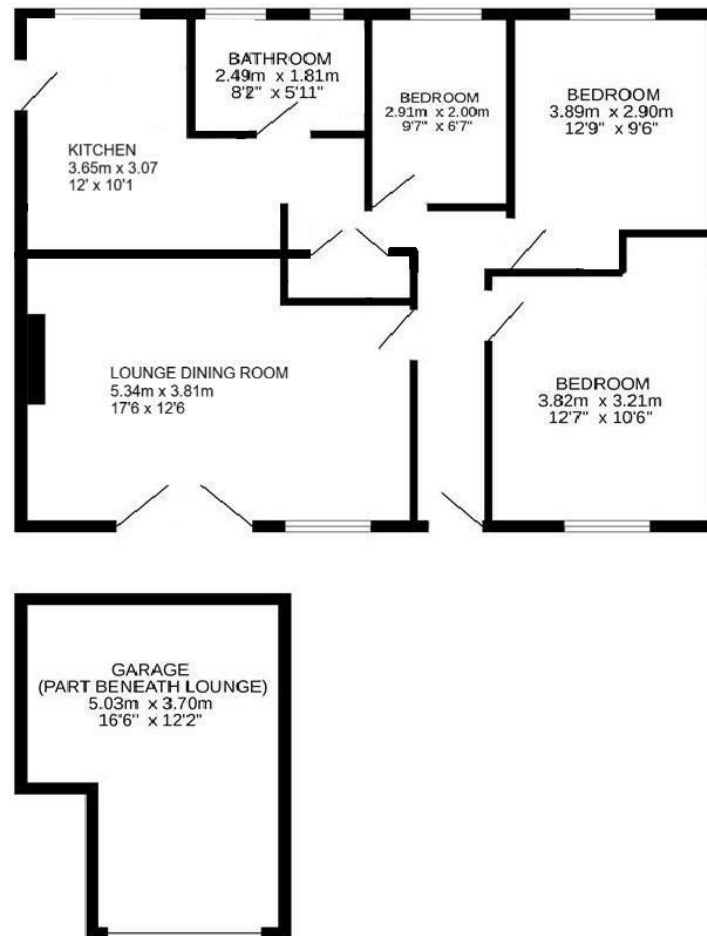 BATHROOM
2.49m x 1.81m
8'2" x 5'11"
BEDROOM
2.91m x 2.00m
9'7" x 6'7"
BEDROOM
3.89m x 2.90m
12'9" x 9'6"
KITCHEN
3.65m x 3.07
12' x 10'1
LOUNGE DINING ROOM
5.34m x 3.81m
17'6 x 12'6
BEDROOM
3.82m x 3.21m
12'7" x 10'6"
GARAGE
(PART BENEATH LOUNGE)
5.03m x 3.70m
16'6" x 12'2"